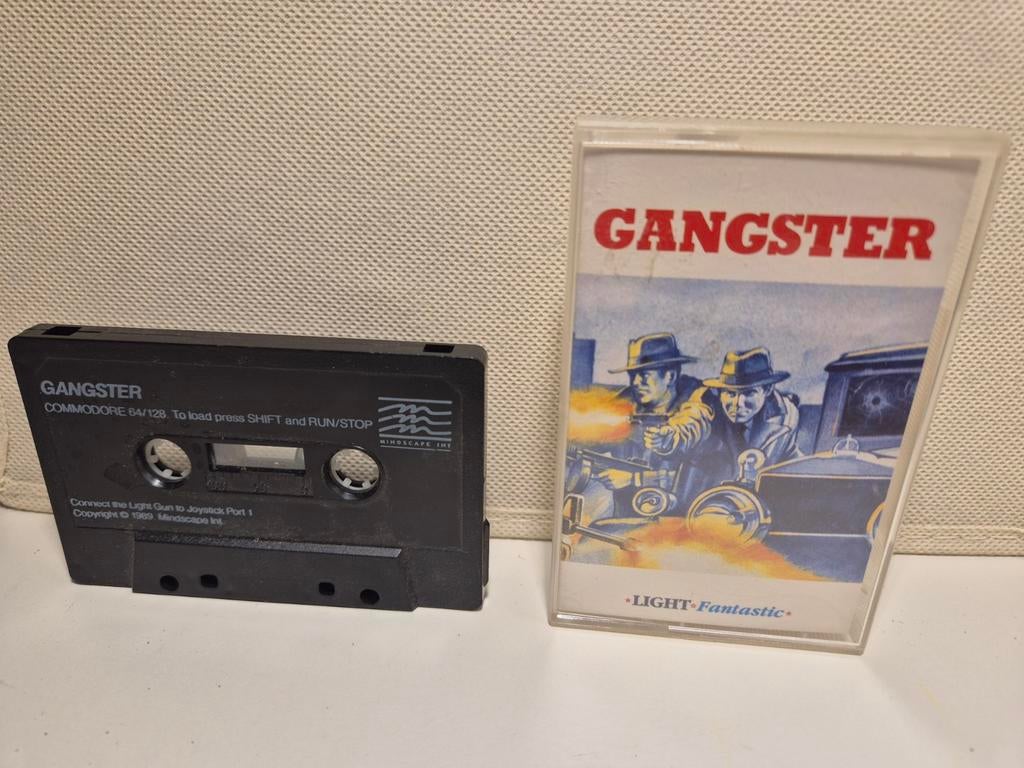 GANGSTER
COMMODORE 64/128. To load press SHIFT and RUN/STOP
MINDSCAPE INT
Connect the Light Gun to Joystick Port 1
Copyright © 1989 Mindscape Int.
GANGSTER
*LIGHT*Fantastic*